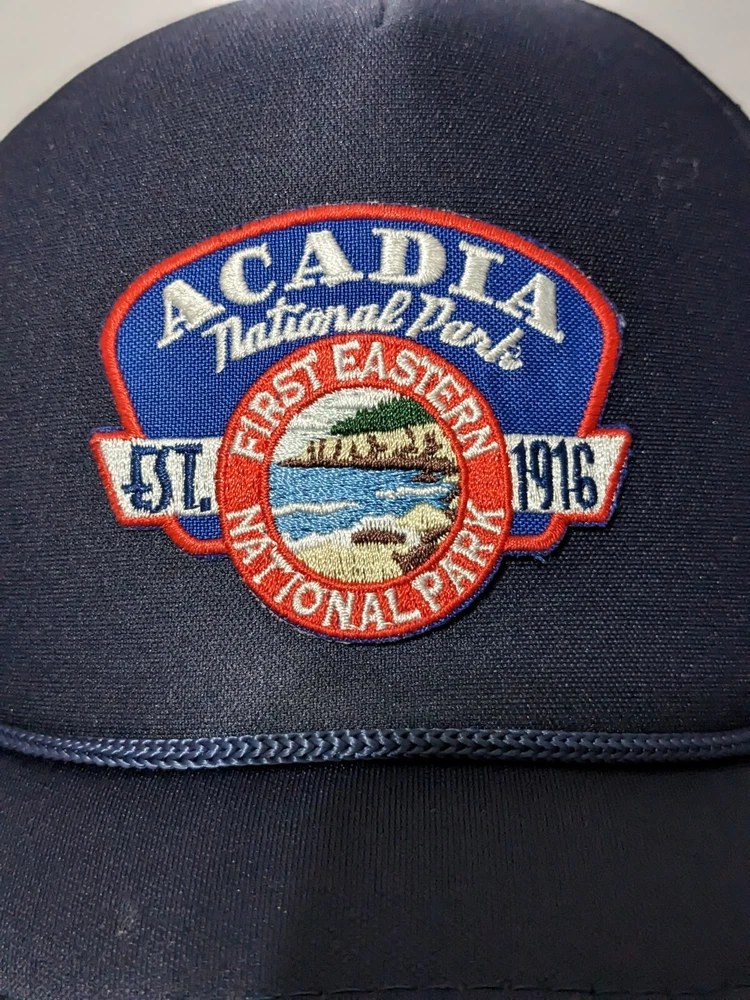 ACADIA
National Park
FIRST EASTERN
EST. 1916
NATIONAL PARK